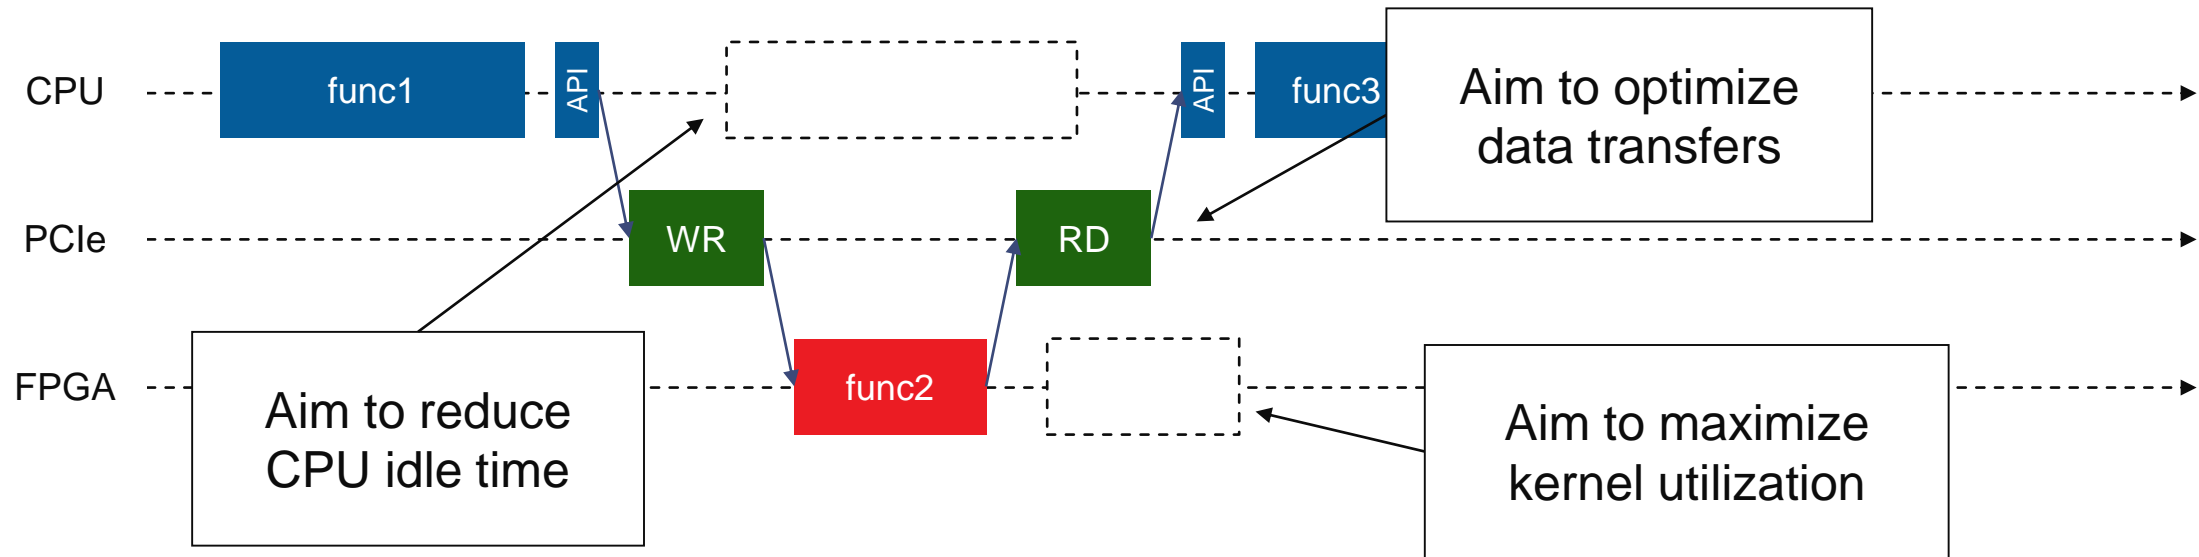 CPU
func1
API
API
func3
Aim to optimize
data transfers
PCIe
WR
RD
FPGA
Aim to reduce
CPU idle time
func2
Aim to maximize
kernel utilization